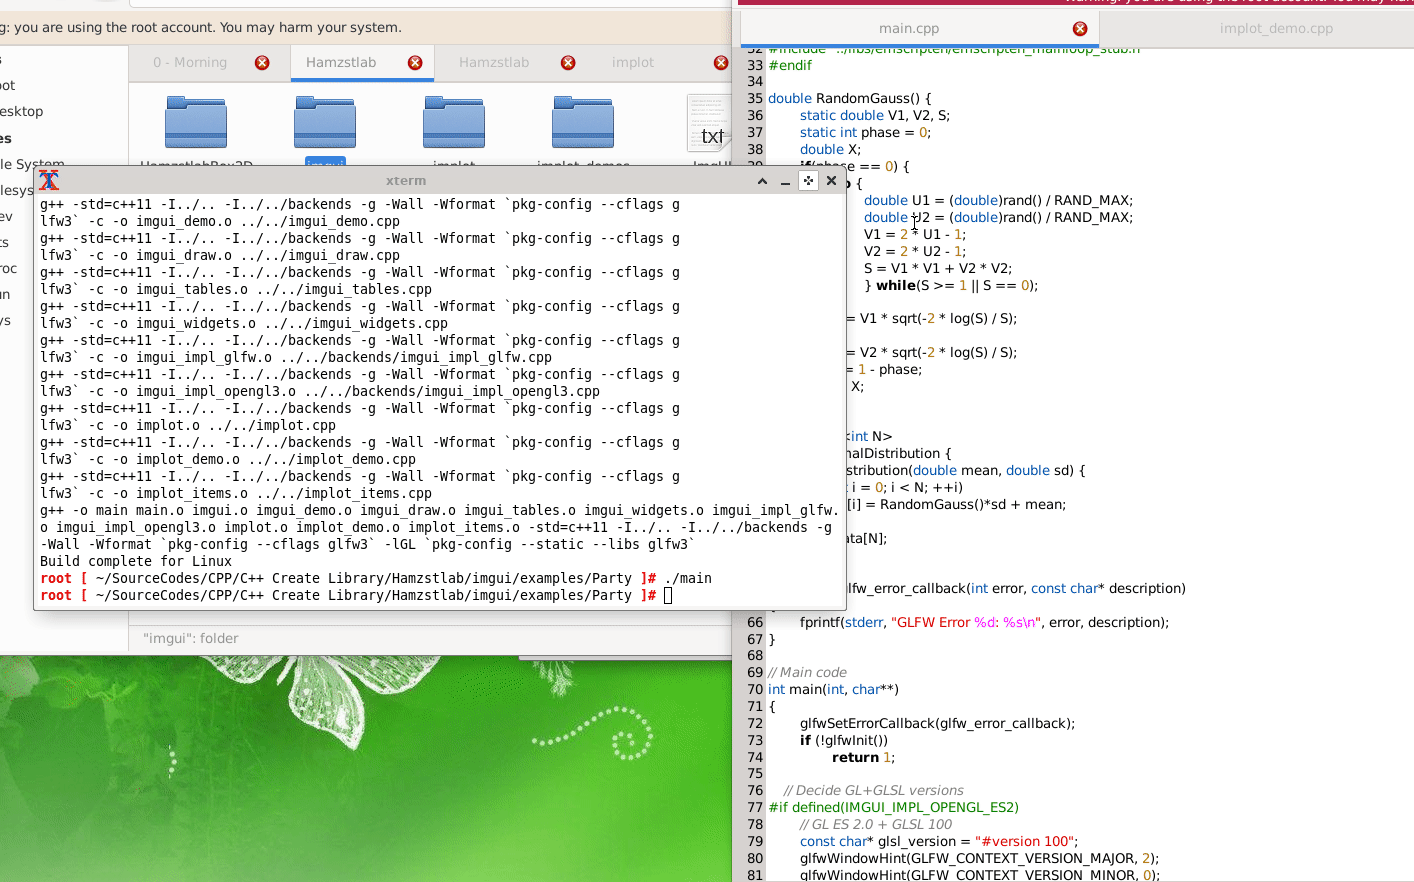 g: you are using the root account. You may harm your system.
0 - Morning
Hamzstlab
Hamzstlab
implot
oot
esktop
es
le System
lesys
ev
ts
roc
un
ys
txt
imgui
implot
"imgui": folder
xterm
g++ -std=c++11 -I../.. -I../../backends -g -Wall -Wformat `pkg-config --cflags g
lfw3` -c -o imgui_demo.o ../../imgui_demo.cpp
g++ -std=c++11 -I../.. -I../../backends -g -Wall -Wformat `pkg-config --cflags g
lfw3` -c -o imgui_draw.o ../../imgui_draw.cpp
g++ -std=c++11 -I../.. -I../../backends -g -Wall -Wformat `pkg-config --cflags g
lfw3` -c -o imgui_tables.o ../../imgui_tables.cpp
g++ -std=c++11 -I../.. -I../../backends -g -Wall -Wformat `pkg-config --cflags g
lfw3` -c -o imgui_widgets.o ../../imgui_widgets.cpp
g++ -std=c++11 -I../.. -I../../backends -g -Wall -Wformat `pkg-config --cflags g
lfw3` -c -o imgui_impl_glfw.o ../../backends/imgui_impl_glfw.cpp
g++ -std=c++11 -I../.. -I../../backends -g -Wall -Wformat `pkg-config --cflags g
lfw3` -c -o imgui_impl_opengl3.o ../../backends/imgui_impl_opengl3.cpp
g++ -std=c++11 -I../.. -I../../backends -g -Wall -Wformat `pkg-config --cflags g
lfw3` -c -o implot.o ../../implot.cpp
g++ -std=c++11 -I../.. -I../../backends -g -Wall -Wformat `pkg-config --cflags g
lfw3` -c -o implot_demo.o ../../implot_demo.cpp
g++ -std=c++11 -I../.. -I../../backends -g -Wall -Wformat `pkg-config --cflags g
lfw3` -c -o implot_items.o ../../implot_items.cpp
g++ -o main main.o imgui.o imgui_demo.o imgui_draw.o imgui_tables.o imgui_widgets.o imgui_impl_glfw.
o imgui_impl_opengl3.o implot.o implot_demo.o implot_items.o -std=c++11 -I../.. -I../../backends -g
-Wall -Wformat `pkg-config --cflags glfw3` -lGL `pkg-config --static --libs glfw3`
Build complete for Linux
root [ ~/SourceCodes/CPP/C++ Create Library/Hamzstlab/imgui/examples/Party ]# ./main
root [ ~/SourceCodes/CPP/C++ Create Library/Hamzstlab/imgui/examples/Party ]#
main.cpp
implot_demo.cpp
32 #include "../libs/emscripten/emscripten_mainloop_stub.h"
33 #endif
34
35 double RandomGauss() {
36 static double V1, V2, S;
37 static int phase = 0;
38 double X;
39 if(phase == 0) {
o {
double U1 = (double)rand() / RAND_MAX;
double U2 = (double)rand() / RAND_MAX;
V1 = 2 * U1 - 1;
V2 = 2 * U2 - 1;
S = V1 * V1 + V2 * V2;
} while(S >= 1 || S == 0);
= V1 * sqrt(-2 * log(S) / S);
= V2 * sqrt(-2 * log(S) / S);
= 1 - phase;
X;
<int N>
nalDistribution {
stribution(double mean, double sd) {
t i = 0; i < N; ++i)
[i] = RandomGauss()*sd + mean;
ata[N];
glfw_error_callback(int error, const char* description)
66 fprintf(stderr, "GLFW Error %d: %s\n", error, description);
67 }
68
69 // Main code
70 int main(int, char**)
71 {
72 glfwSetErrorCallback(glfw_error_callback);
73 if (!glfwInit())
74 return 1;
75
76 // Decide GL+GLSL versions
77 #if defined(IMGUI_IMPL_OPENGL_ES2)
78 // GL ES 2.0 + GLSL 100
79 const char* glsl_version = "#version 100";
80 glfwWindowHint(GLFW_CONTEXT_VERSION_MAJOR, 2);
81 glfwWindowHint(GLFW_CONTEXT_VERSION_MINOR, 0);